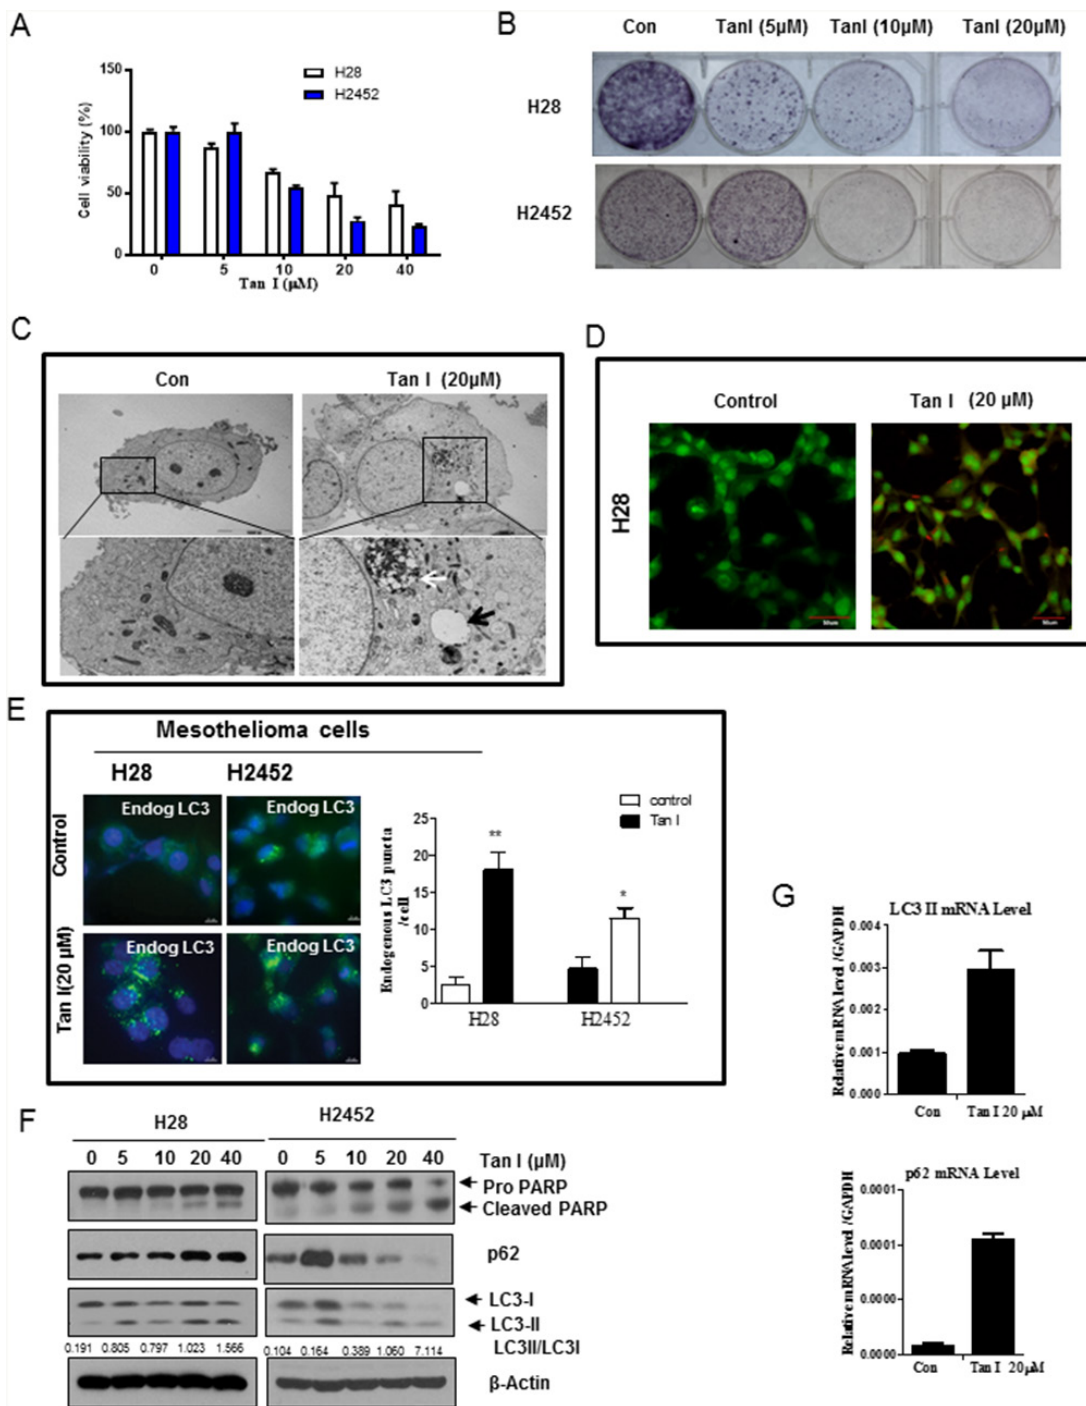 A
150
100
50
0
Cell viability (%)
H28
H2452
0 5 10 20 40
Tan I (µM)
B
Con TanI (5µM) TanI (10µM) TanI (20µM)
H28
H2452
C
Con Tan I (20µM)
D
Control Tan I (20 µM)
H28
50um
50um
E
Mesothelioma cells
H28 H2452
Control
Endog LC3 Endog LC3
Tan I(20 µM)
Endog LC3 Endog LC3
control
Tan I
Endogenous LC3 puncta
/cell
25
20
15
10
5
0
**
*
H28 H2452
F
H28 H2452
0 5 10 20 40 0 5 10 20 40 Tan I (µM)
Pro PARP
Cleaved PARP
p62
LC3-I
LC3-II
LC3II/LC3I
0.191 0.805 0.797 1.023 1.566 0.104 0.164 0.389 1.060 7.114
β-Actin
G
LC3 II mRNA Level
Relative mRNA level /GAPDH
0.004
0.003
0.002
0.001
0.000
Con Tan I 20 µM
p62 mRNA Level
Relative mRNA level /GAPDH
0.0001
0.0001
0.0000
0.0000
Con Tan I 20µM